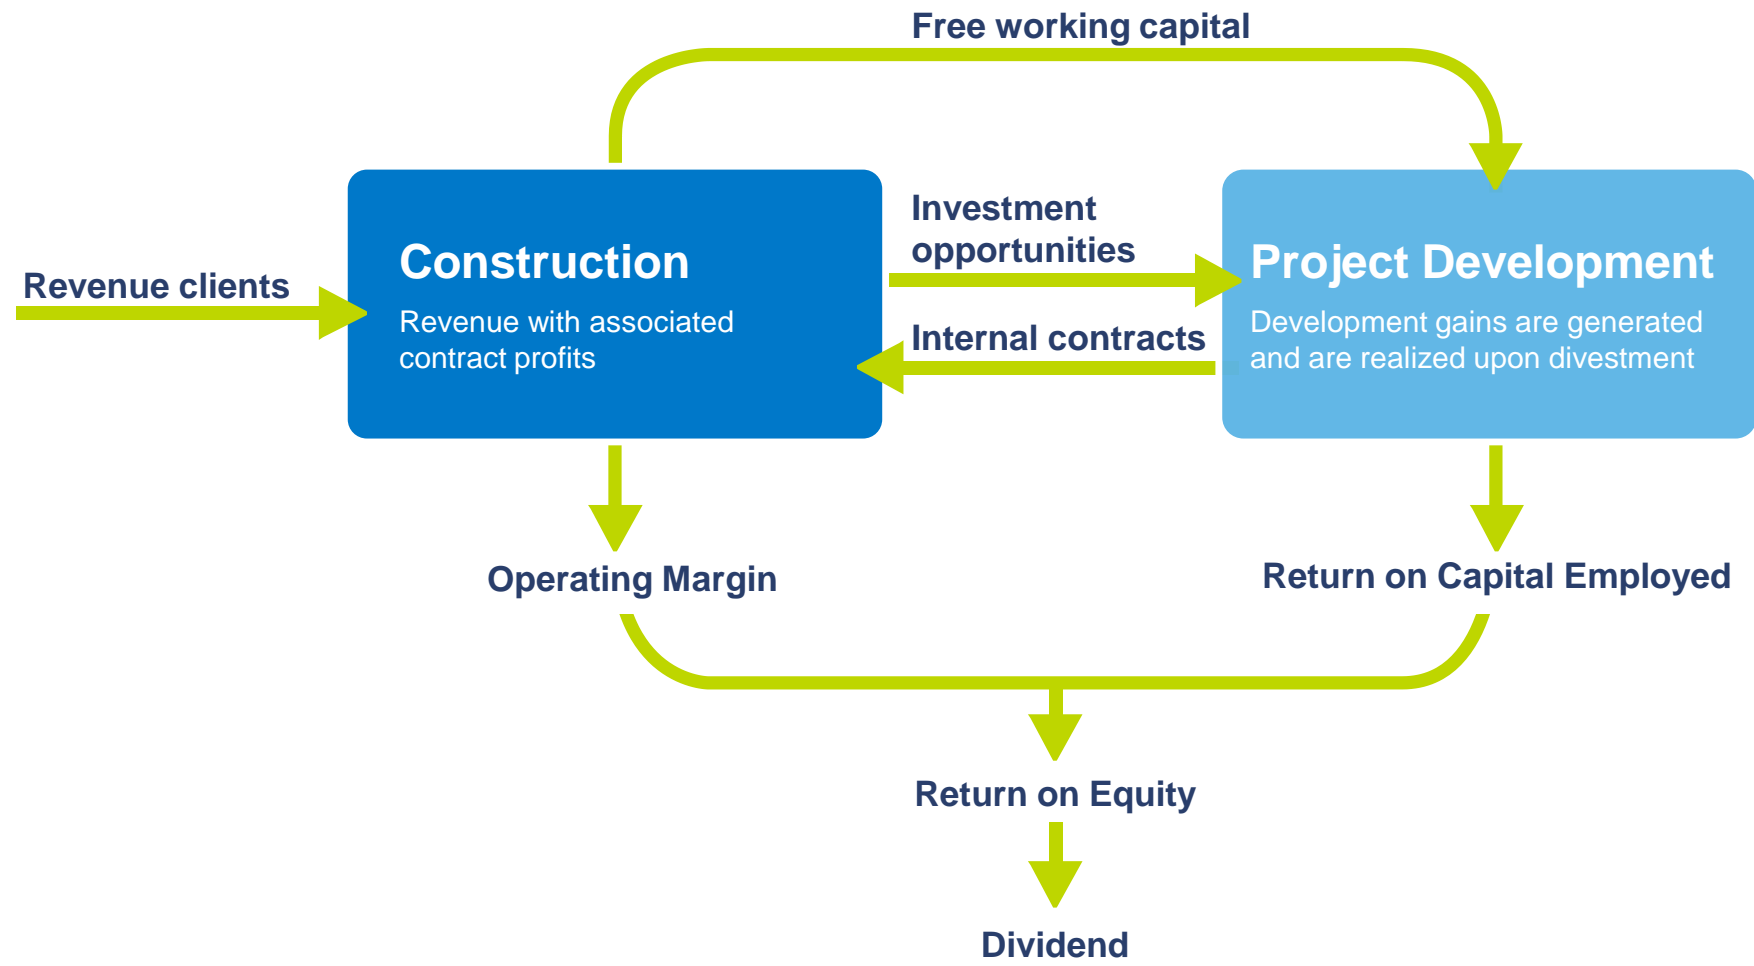 Free working capital
Revenue clients
Construction
Revenue with associated
contract profits
Investment
opportunities
Internal contracts
Project Development
Development gains are generated
and are realized upon divestment
Operating Margin
Return on Capital Employed
Return on Equity
Dividend